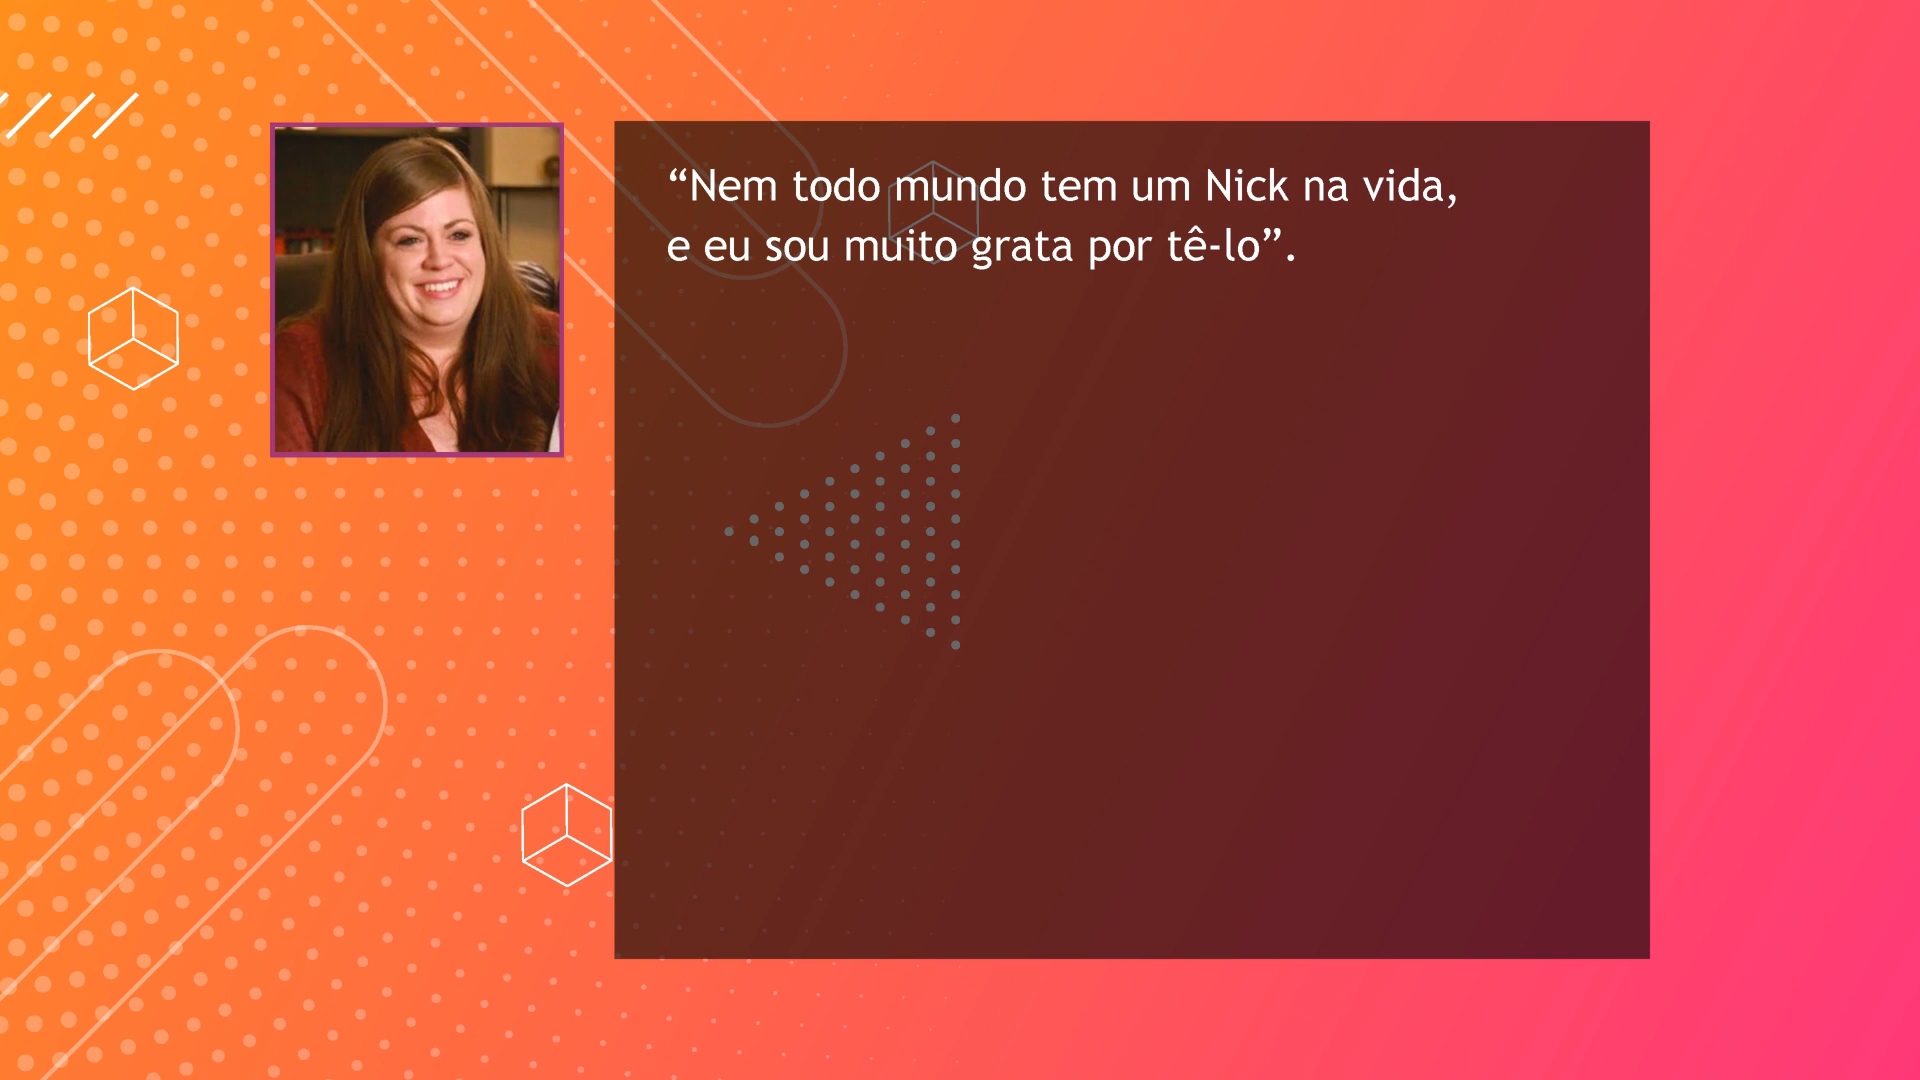 “Nem todo mundo tem um Nick na vida,
e eu sou muito grata por tê-lo”.